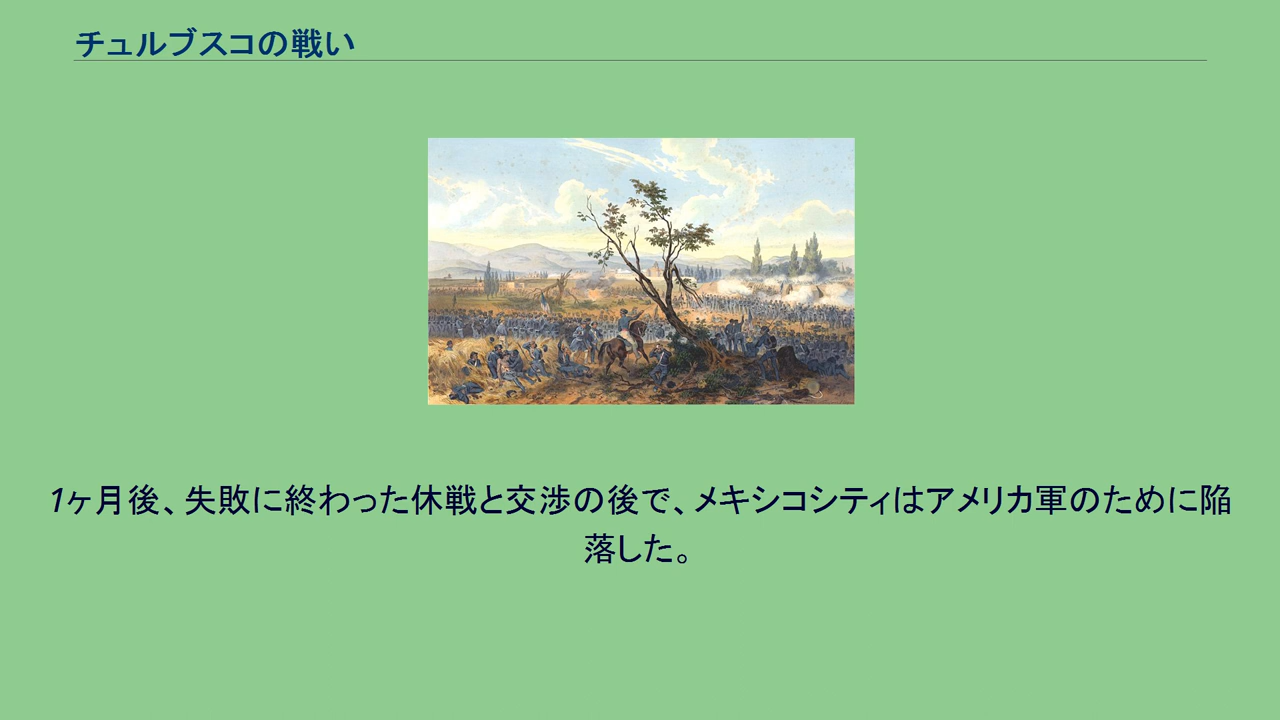 チュルブスコの戦い
1ヶ月後、失敗に終わった休戦と交渉の後で、メキシコシティはアメリカ軍のために陥
落した。